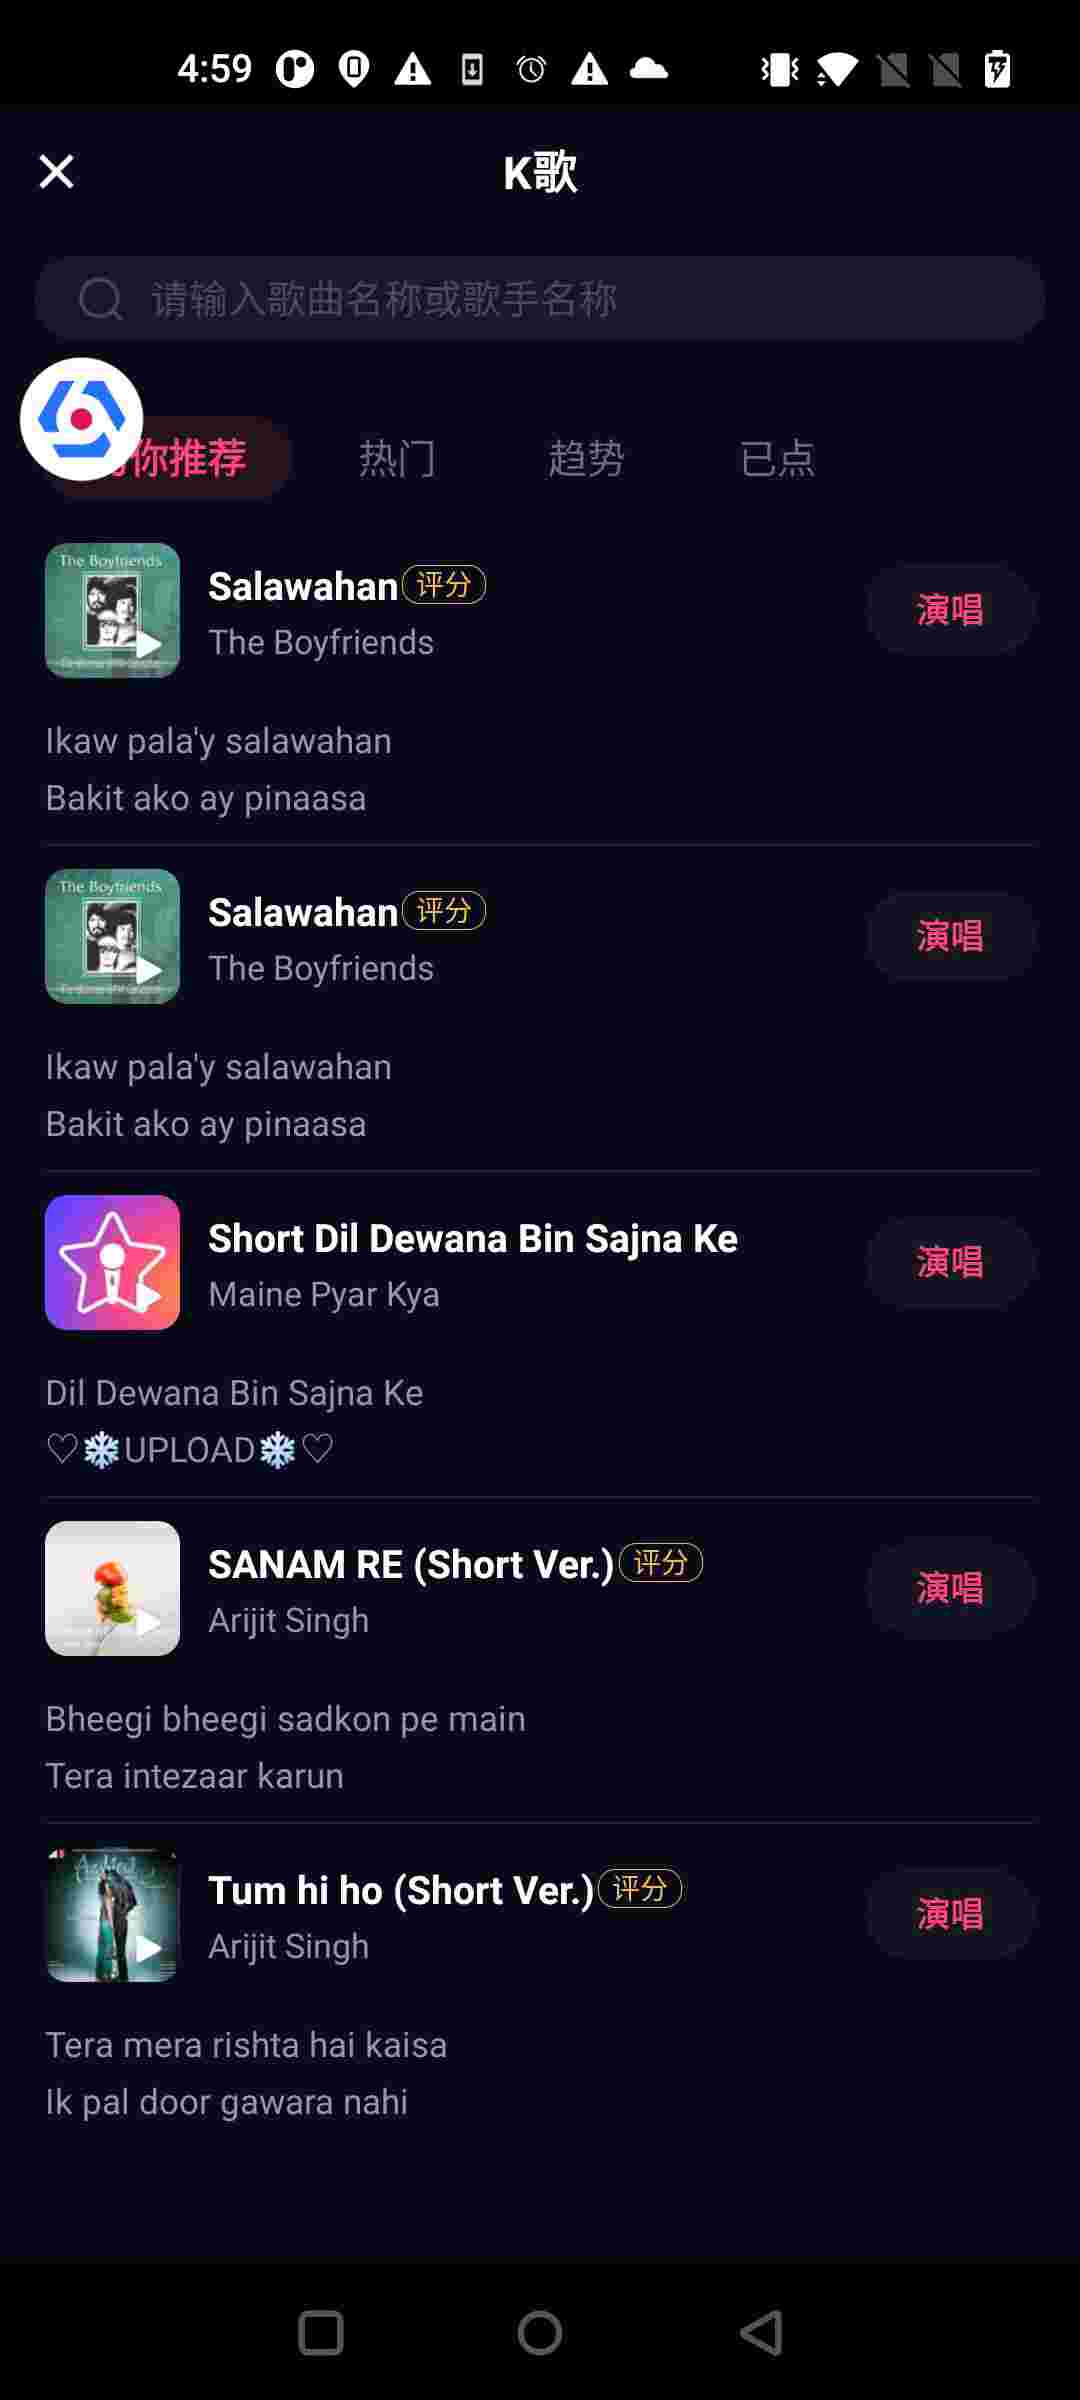 4:59
K歌
请输入歌曲名称或歌手名称
你推荐 热门 趋势 已点
The Boyfriends
Salawahan 评分
The Boyfriends
演唱
Ikaw pala'y salawahan
Bakit ako ay pinaasa
The Boyfriends
Salawahan 评分
The Boyfriends
演唱
Ikaw pala'y salawahan
Bakit ako ay pinaasa
Short Dil Dewana Bin Sajna Ke
Maine Pyar Kya
演唱
Dil Dewana Bin Sajna Ke
♡❄UPLOAD❄♡
SANAM RE (Short Ver.) 评分
Arijit Singh
演唱
Bheegi bheegi sadkon pe main
Tera intezaar karun
Tum hi ho (Short Ver.) 评分
Arijit Singh
演唱
Tera mera rishta hai kaisa
Ik pal door gawara nahi